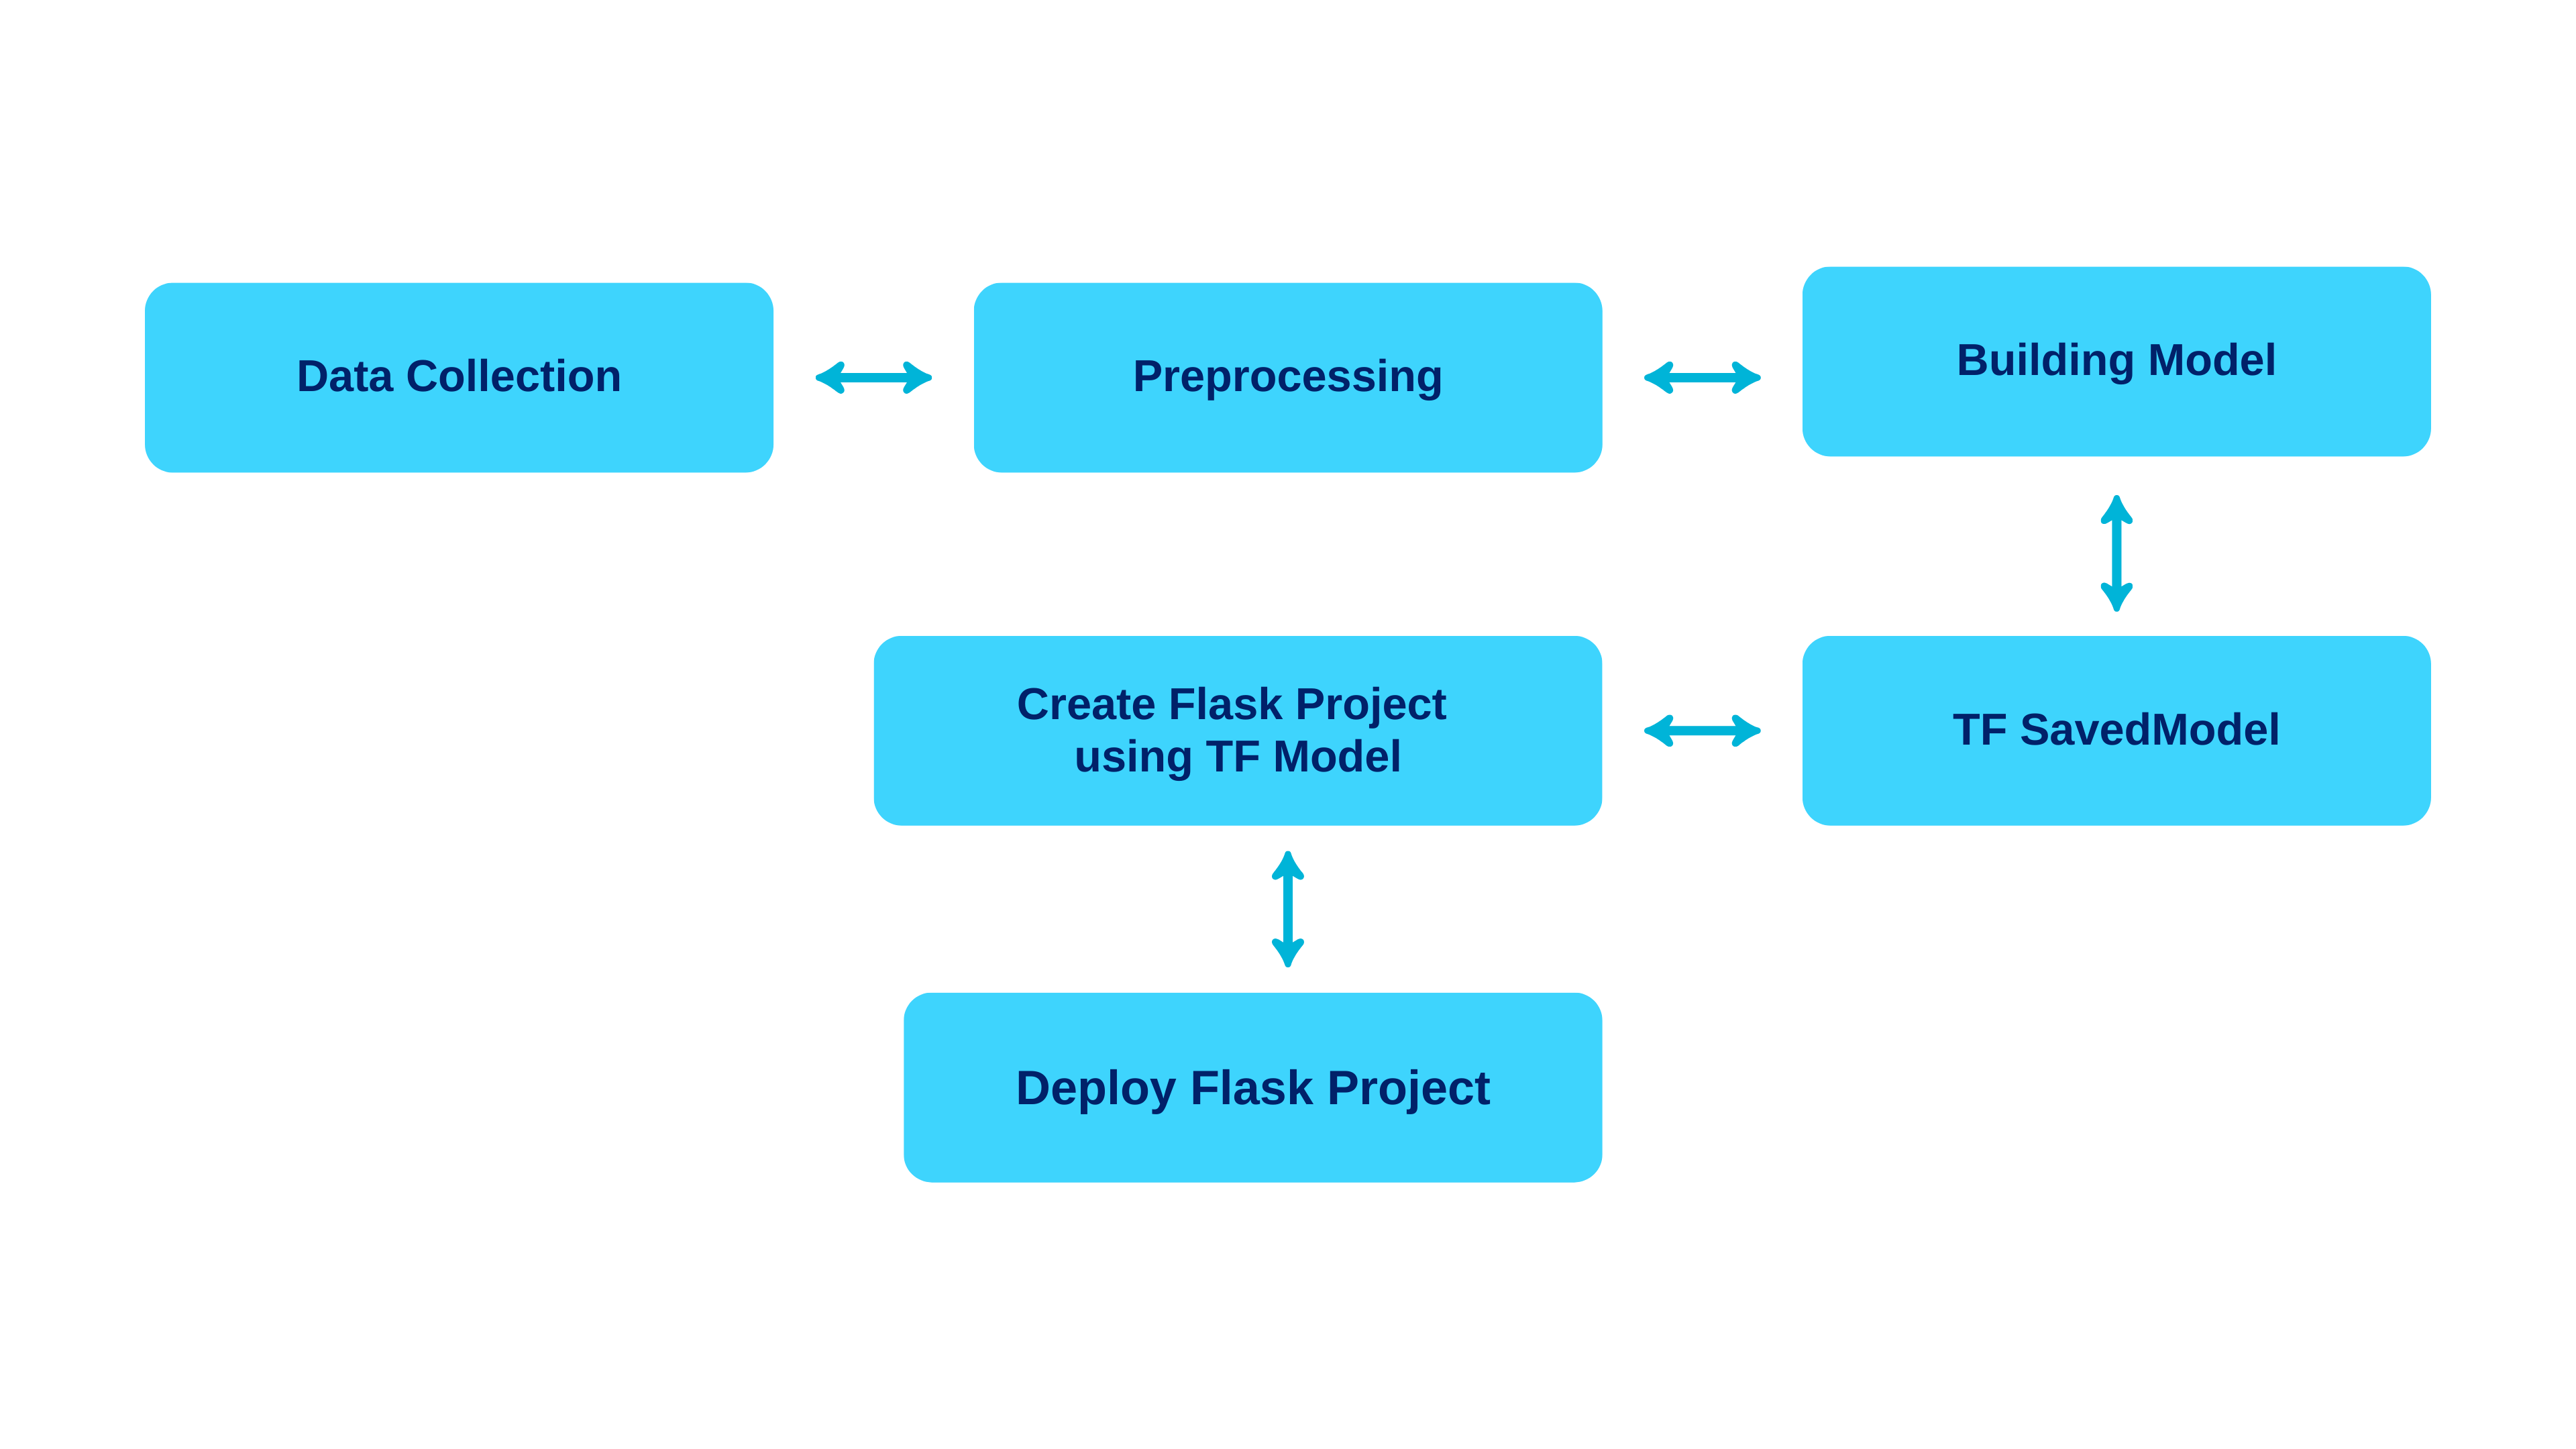 Data Collection
Preprocessing
Building Model
Create Flask Project
using TF Model
TF SavedModel
Deploy Flask Project